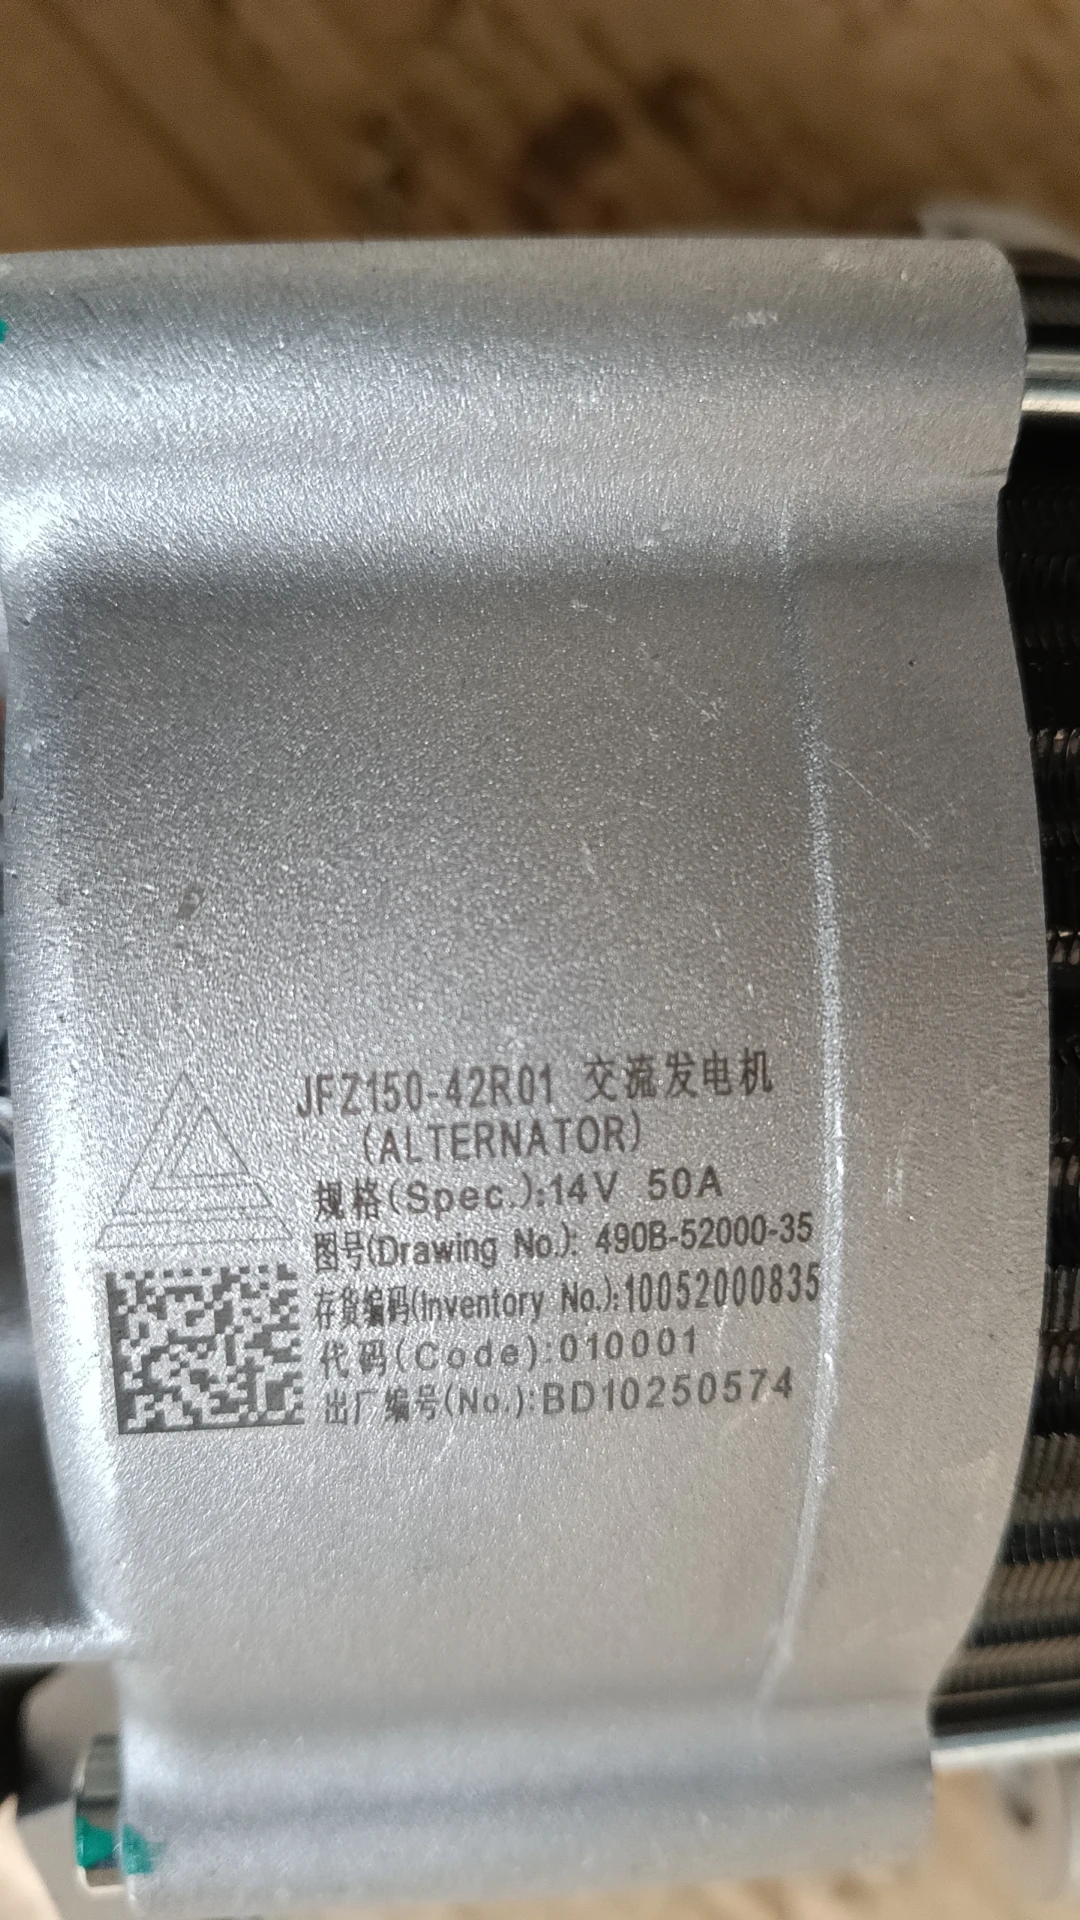 JFZ150-42R01 交流发电机
(ALTERNATOR)
规格(Spec.):14V 50A
图号(Drawing No.): 490B-52000-35
存货编码(Inventory No.):10052000835
代码(Code):010001
出厂编号(No.):BD10250574